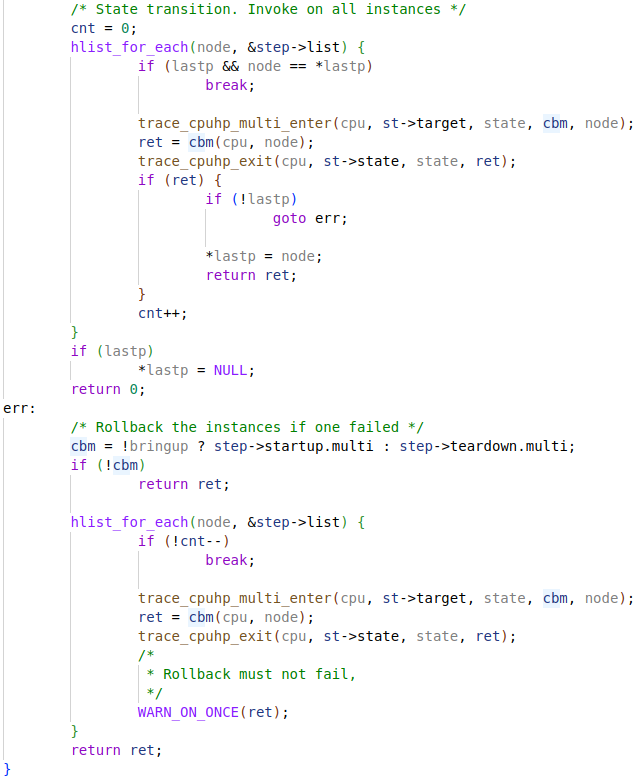 /* State transition. Invoke on all instances */
cnt = 0;
hlist_for_each(node, &step->list) {
if (lastp && node == *lastp)
break;
trace_cpuhp_multi_enter(cpu, st->target, state, cbm, node);
ret = cbm(cpu, node);
trace_cpuhp_exit(cpu, st->state, state, ret);
if (ret) {
if (!lastp)
goto err;
*lastp = node;
return ret;
}
cnt++;
}
if (lastp)
*lastp = NULL;
return 0;
err:
/* Rollback the instances if one failed */
cbm = !bringup ? step->startup.multi : step->teardown.multi;
if (!cbm)
return ret;
hlist_for_each(node, &step->list) {
if (!cnt--)
break;
trace_cpuhp_multi_enter(cpu, st->target, state, cbm, node);
ret = cbm(cpu, node);
trace_cpuhp_exit(cpu, st->state, state, ret);
/*
* Rollback must not fail,
*/
WARN_ON_ONCE(ret);
}
return ret;
}